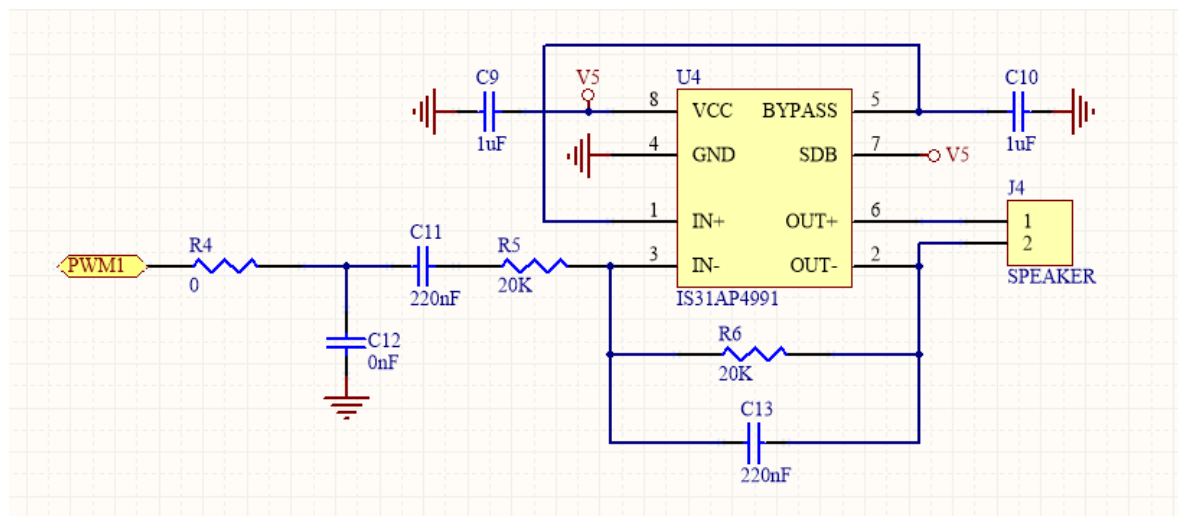 C9
1uF
V5
U4
8
VCC
BYPASS
5
C10
1uF
4
GND
SDB
7
V5
1
IN+
OUT+
6
J4
1
2
SPEAKER
3
IN-
OUT-
2
IS31AP4991
PWM1
R4
0
C11
220nF
R5
20K
C12
0nF
R6
20K
C13
220nF